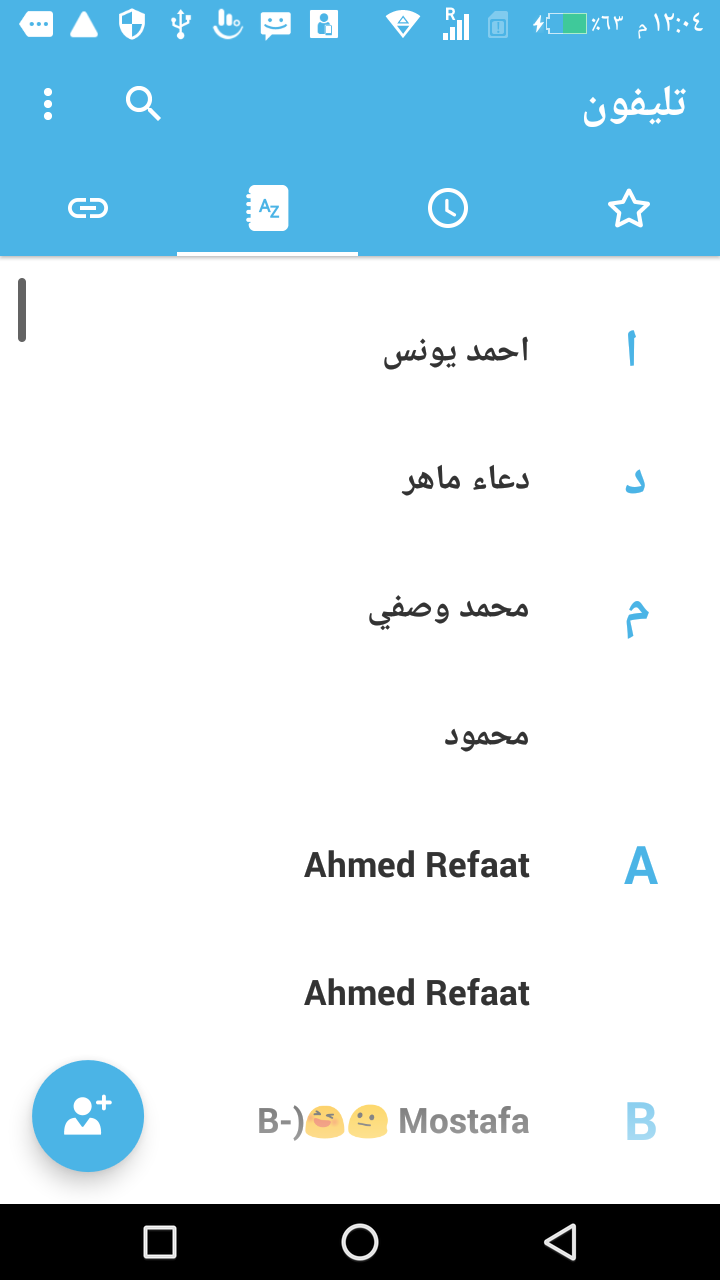 ١٢:٠٤ م ٪٦٣ R
تليفون
AZ
ا احمد يونس
د دعاء ماهر
م محمد وصفي
محمود
A Ahmed Refaat
Ahmed Refaat
B B-)😆😐 Mostafa